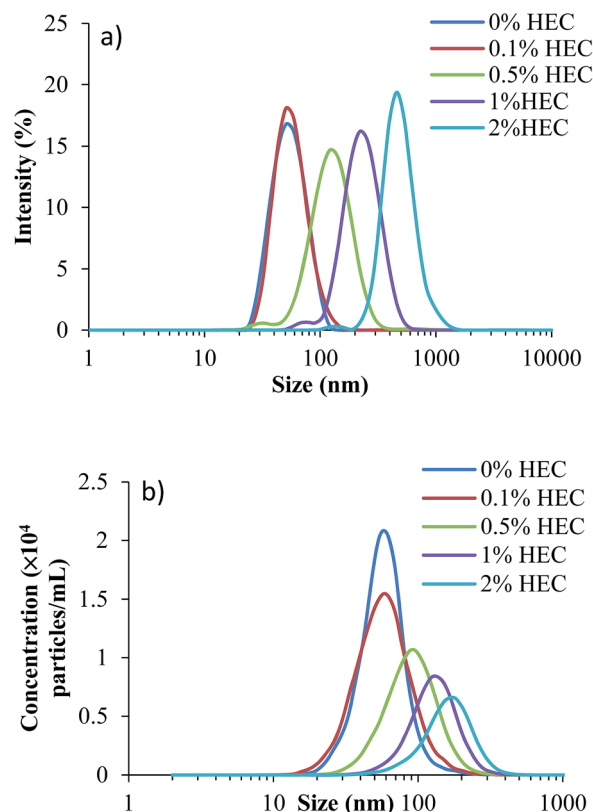 a)
0% HEC
0.1% HEC
0.5% HEC
1%HEC
2%HEC
25
20
15
10
5
0
Intensity (%)
1 10 100 1000 10000
Size (nm)
b)
0% HEC
0.1% HEC
0.5% HEC
1% HEC
2% HEC
2.5
2
1.5
1
0.5
0
Concentration (×10⁴
particles/mL)
1 10 100 1000
Size (nm)